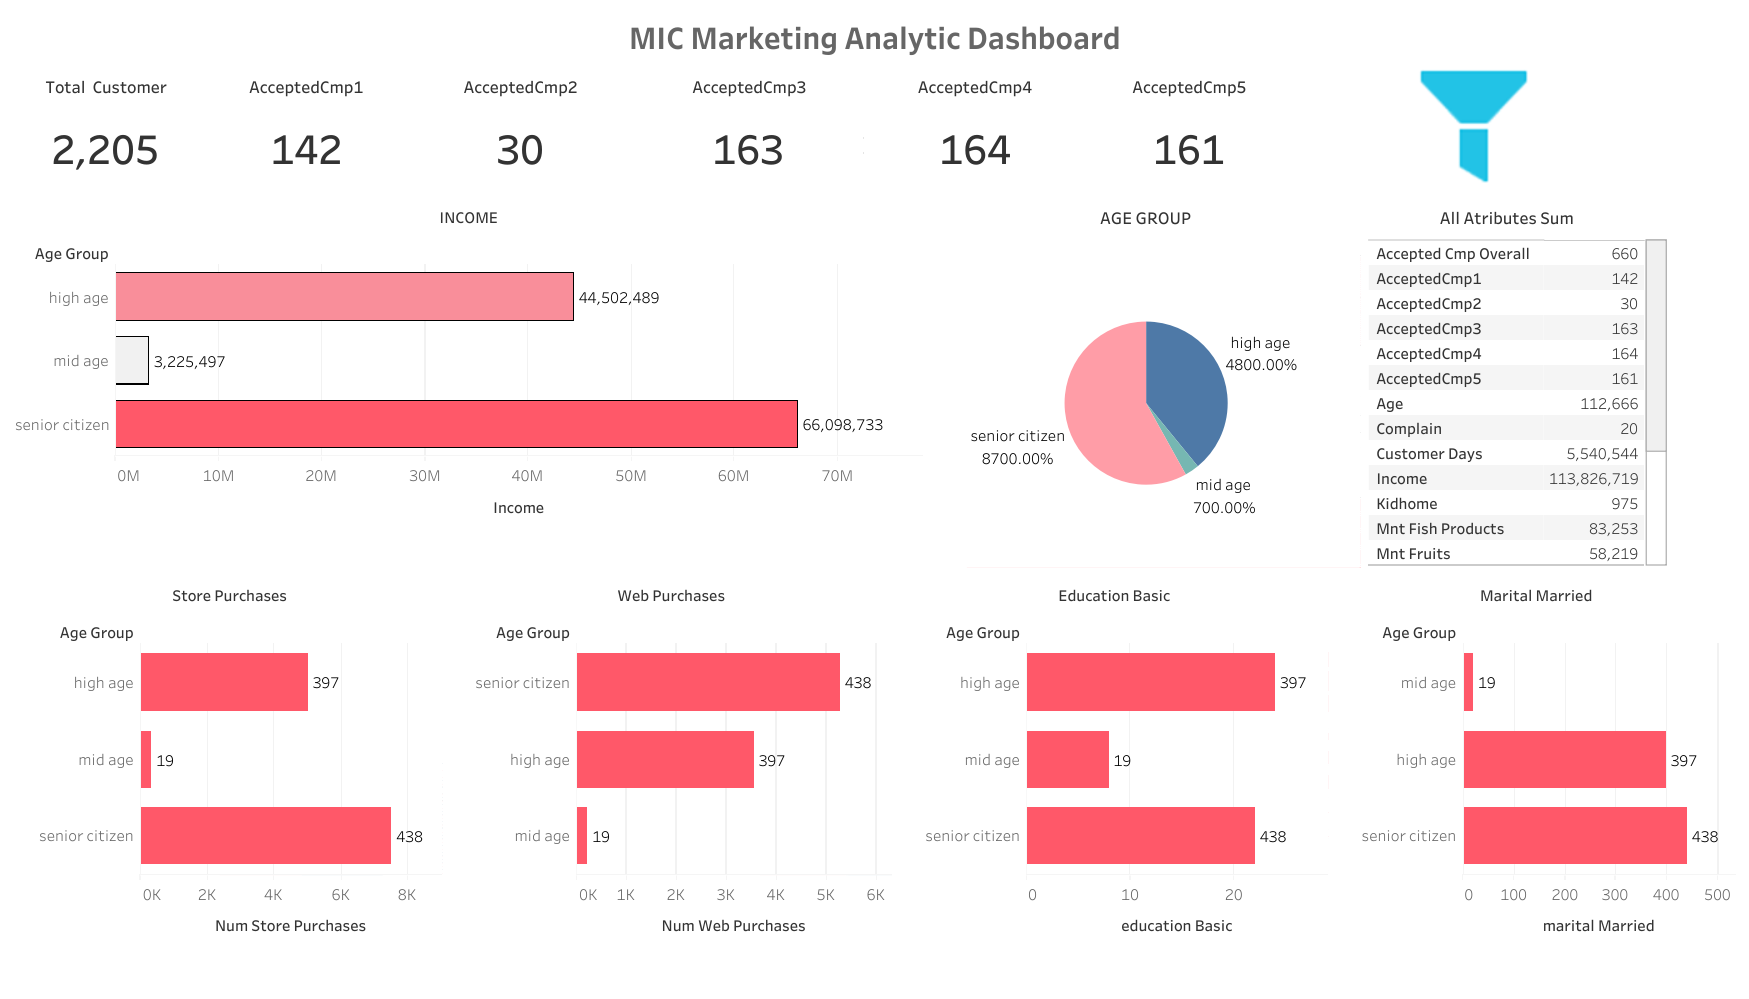 MIC Marketing Analytic Dashboard
Total Customer
2,205
AcceptedCmp1
142
AcceptedCmp2
30
AcceptedCmp3
163
AcceptedCmp4
164
AcceptedCmp5
161
INCOME
Age Group
high age 44,502,489
mid age 3,225,497
senior citizen 66,098,733
0M 10M 20M 30M 40M 50M 60M 70M
Income
AGE GROUP
high age
4800.00%
senior citizen
8700.00%
mid age
700.00%
All Atributes Sum
Accepted Cmp Overall 660
AcceptedCmp1 142
AcceptedCmp2 30
AcceptedCmp3 163
AcceptedCmp4 164
AcceptedCmp5 161
Age 112,666
Complain 20
Customer Days 5,540,544
Income 113,826,719
Kidhome 975
Mnt Fish Products 83,253
Mnt Fruits 58,219
Store Purchases
Age Group
high age 397
mid age 19
senior citizen 438
0K 2K 4K 6K 8K
Num Store Purchases
Web Purchases
Age Group
senior citizen 438
high age 397
mid age 19
0K 1K 2K 3K 4K 5K 6K
Num Web Purchases
Education Basic
Age Group
high age 397
mid age 19
senior citizen 438
0 10 20
education Basic
Marital Married
Age Group
mid age 19
high age 397
senior citizen 438
0 100 200 300 400 500
marital Married